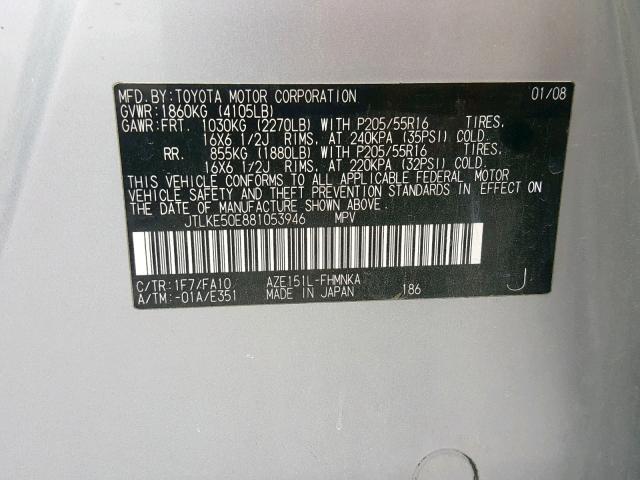 MFD. BY: TOYOTA MOTOR CORPORATION 01/08
GVWR: 1860KG (4105LB)
GAWR: FRT. 1030KG (2270LB) WITH P205/55R16 TIRES,
16X6 1/2J RIMS, AT 240KPA (35PSI) COLD.
RR. 855KG (1880LB) WITH P205/55R16 TIRES,
16X6 1/2J RIMS, AT 220KPA (32PSI) COLD.
THIS VEHICLE CONFORMS TO ALL APPLICABLE FEDERAL MOTOR
VEHICLE SAFETY AND THEFT PREVENTION STANDARDS IN EFFECT
ON THE DATE OF MANUFACTURE SHOWN ABOVE.
JTLKE50E881053946 MPV
C/TR: 1F7/FA10 AZE151L-FHMNKA
A/TM: -01A/E351 MADE IN JAPAN 186 J